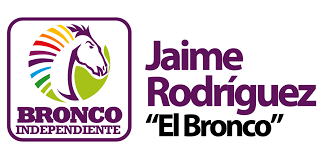 BRONCO
INDEPENDIENTE
Jaime
Rodríguez
“El Bronco”